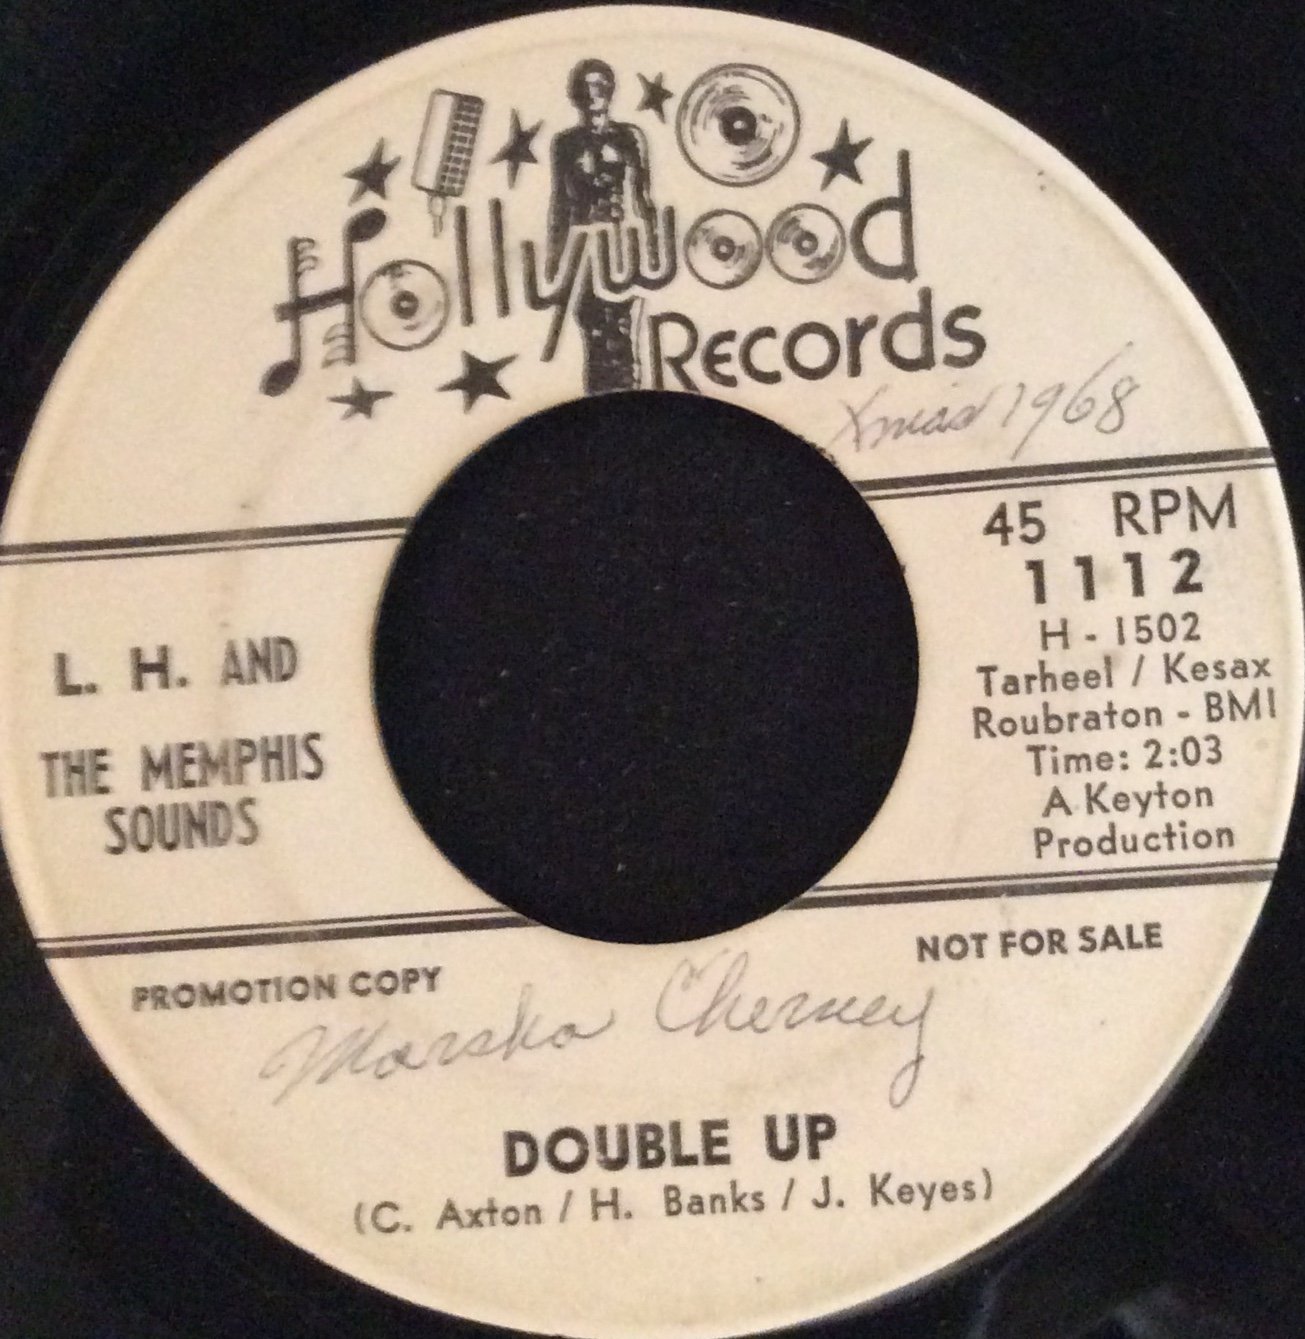 Hollywood
Records
Xmas 1968
45 RPM
1112
H - 1502
Tarheel / Kesax
Roubraton - BMI
Time: 2:03
A Keyton
Production
L. H. AND
THE MEMPHIS
SOUNDS
NOT FOR SALE
PROMOTION COPY
Marsha Cherney
DOUBLE UP
(C. Axton / H. Banks / J. Keyes)